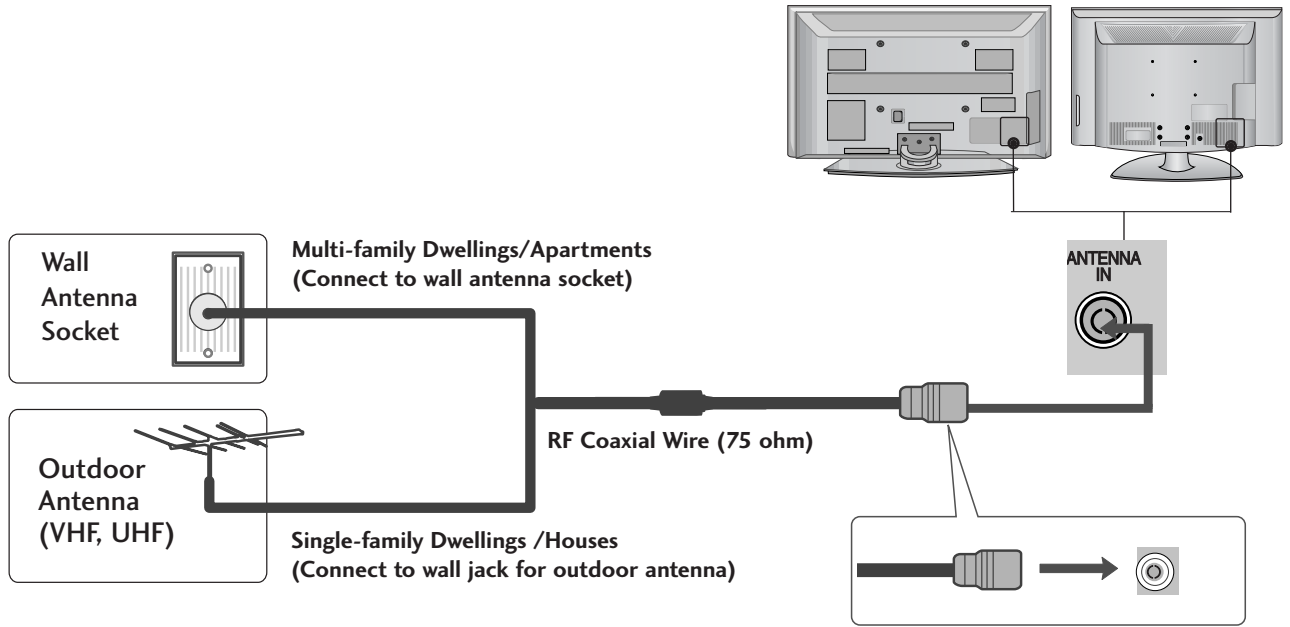 ANTENNA
IN
Wall
Antenna
Socket
Multi-family Dwellings/Apartments
(Connect to wall antenna socket)
RF Coaxial Wire (75 ohm)
Outdoor
Antenna
(VHF, UHF)
Single-family Dwellings /Houses
(Connect to wall jack for outdoor antenna)